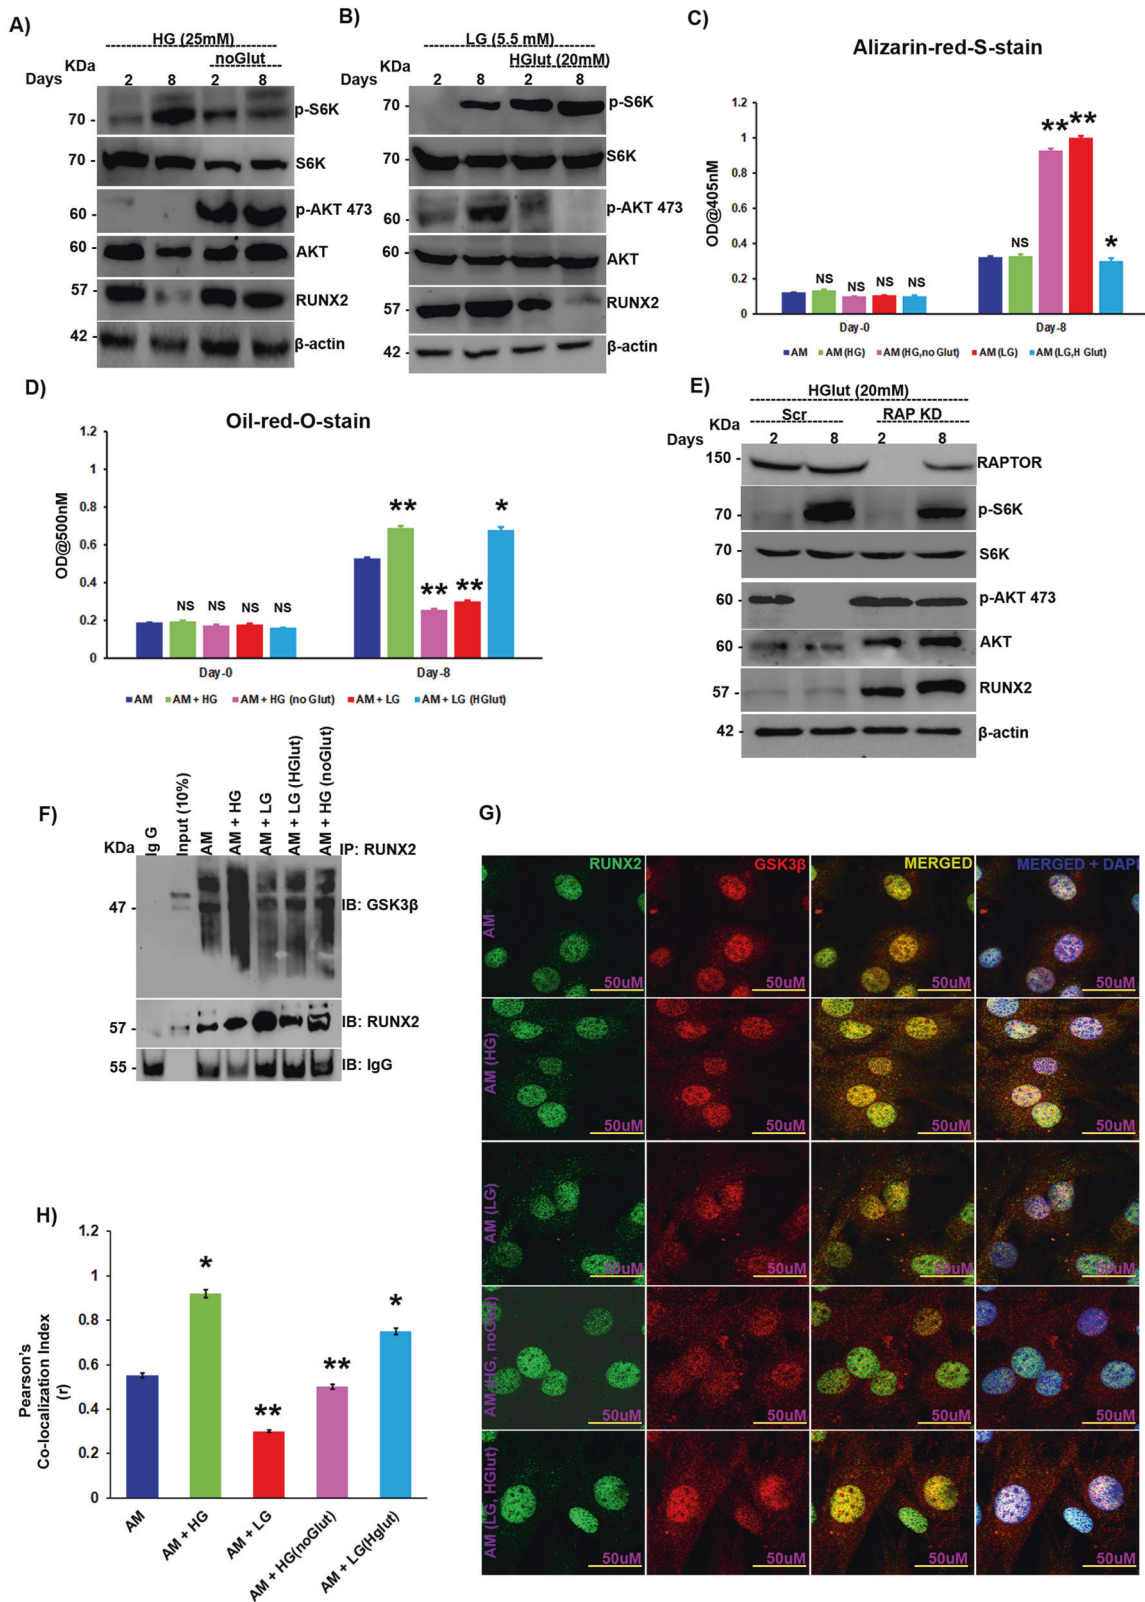 A)
HG (25mM)
noGlut
KDa
Days 2 8 2 8
p-S6K
70
S6K
70
p-AKT 473
60
AKT
60
RUNX2
57
β-actin
42
B)
LG (5.5 mM)
HGlut (20mM)
KDa
Days 2 8 2 8
p-S6K
70
S6K
70
p-AKT 473
60
AKT
60
RUNX2
57
β-actin
42
C)
Alizarin-red-S-stain
OD@405nM
1.2
1
0.8
0.6
0.4
0.2
0
NS NS NS NS
NS ** ** *
Day-0 Day-8
AM AM (HG) AM (HG,no Glut) AM (LG) AM (LG,H Glut)
D)
Oil-red-O-stain
OD@500nM
1.2
1
0.8
0.6
0.4
0.2
0
NS NS NS NS
** ** ** *
Day-0 Day-8
AM AM + HG AM + HG (no Glut) AM + LG AM + LG (HGlut)
E)
HGlut (20mM)
Scr RAP KD
KDa
Days 2 8 2 8
150 - RAPTOR
p-S6K
70 -
70 - S6K
60 - p-AKT 473
AKT
60 -
RUNX2
57 -
42 - β-actin
F)
KDa
Ig G
Input (10%)
AM
AM + HG
AM + LG
AM + LG (HGlut)
AM + HG (noGlut)
IP: RUNX2
47 - IB: GSK3β
57 - IB: RUNX2
55 - IB: IgG
G)
RUNX2 GSK3β MERGED MERGED + DAPI
AM
50uM 50uM 50uM 50uM
AM (HG)
50uM 50uM 50uM 50uM
AM (LG)
50uM 50uM 50uM 50uM
AM (HG, noGlut)
50uM 50uM 50uM 50uM
AM (LG, HGlut)
50uM 50uM 50uM 50uM
H)
Pearson's
Co-localization Index
(r)
1.2
1
0.8
0.6
0.4
0.2
0
* ** ** *
AM
AM + HG
AM + LG
AM + HG(noGlut)
AM + LG(Hglut)